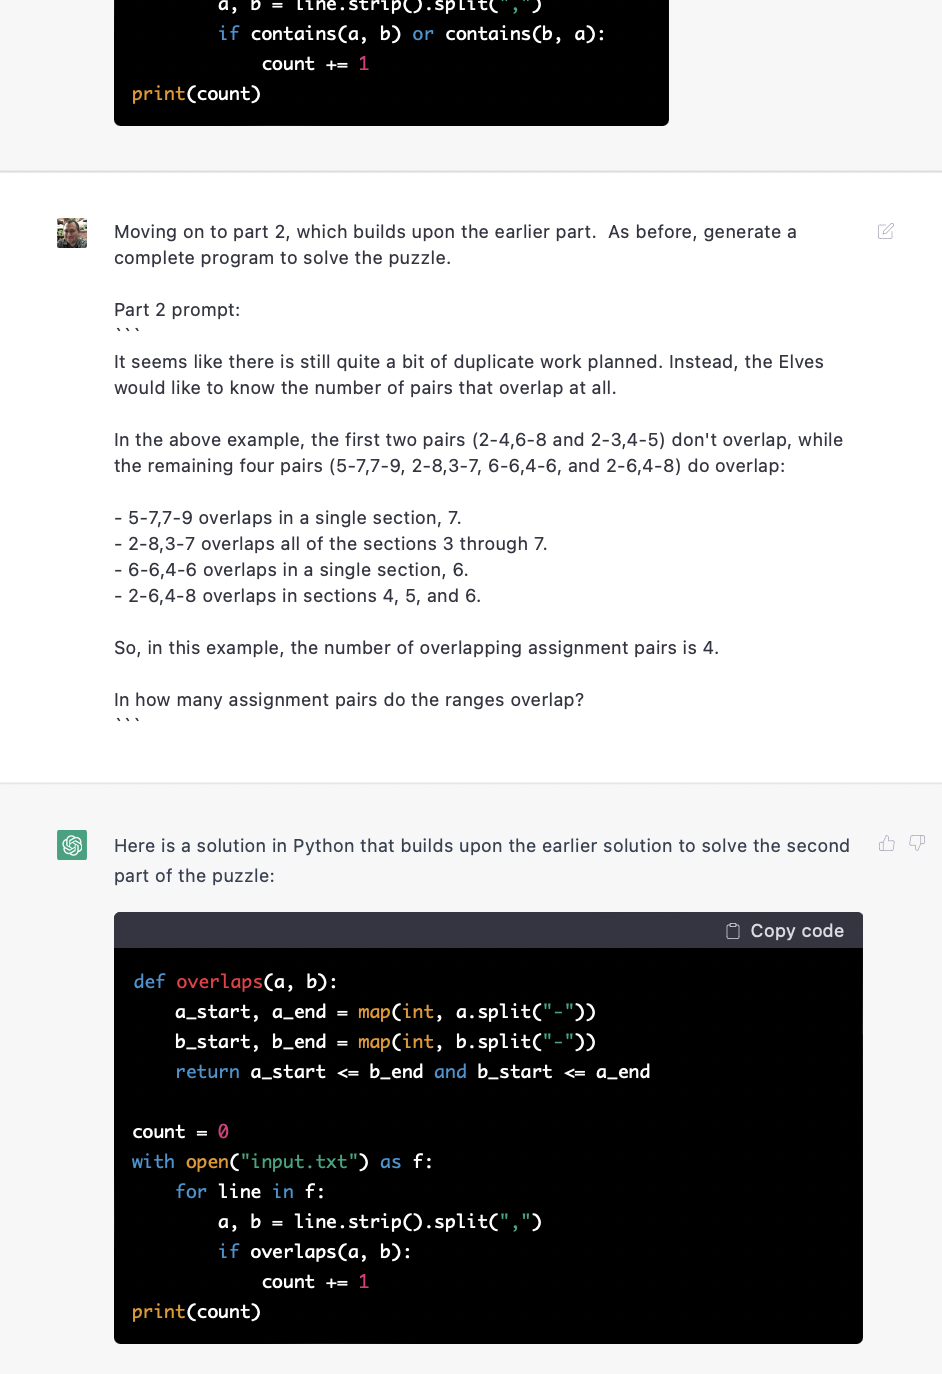 a, b = line.strip().split(",")
if contains(a, b) or contains(b, a):
count += 1
print(count)
Moving on to part 2, which builds upon the earlier part.  As before, generate a
complete program to solve the puzzle.
Part 2 prompt:
```
It seems like there is still quite a bit of duplicate work planned. Instead, the Elves
would like to know the number of pairs that overlap at all.
In the above example, the first two pairs (2-4,6-8 and 2-3,4-5) don't overlap, while
the remaining four pairs (5-7,7-9, 2-8,3-7, 6-6,4-6, and 2-6,4-8) do overlap:
- 5-7,7-9 overlaps in a single section, 7.
- 2-8,3-7 overlaps all of the sections 3 through 7.
- 6-6,4-6 overlaps in a single section, 6.
- 2-6,4-8 overlaps in sections 4, 5, and 6.
So, in this example, the number of overlapping assignment pairs is 4.
In how many assignment pairs do the ranges overlap?
```
Here is a solution in Python that builds upon the earlier solution to solve the second
part of the puzzle:
Copy code
def overlaps(a, b):
    a_start, a_end = map(int, a.split("-"))
    b_start, b_end = map(int, b.split("-"))
    return a_start <= b_end and b_start <= a_end
count = 0
with open("input.txt") as f:
    for line in f:
        a, b = line.strip().split(",")
        if overlaps(a, b):
            count += 1
print(count)